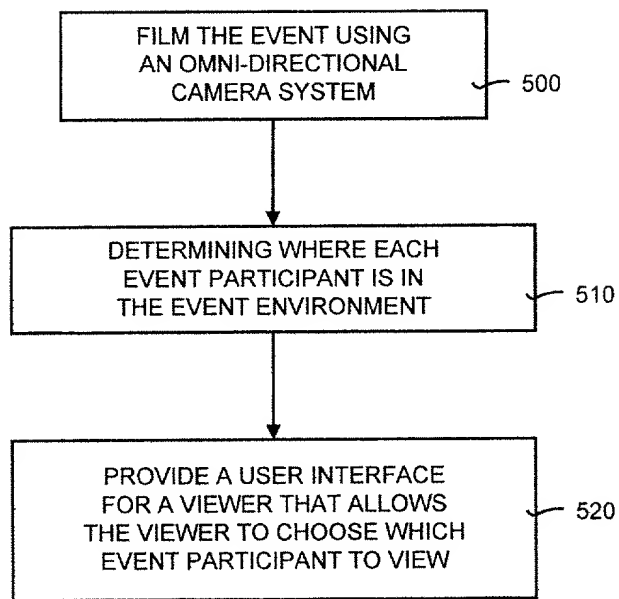 FILM THE EVENT USING
AN OMNI-DIRECTIONAL
CAMERA SYSTEM
500
DETERMINING WHERE EACH
EVENT PARTICIPANT IS IN
THE EVENT ENVIRONMENT
510
PROVIDE A USER INTERFACE
FOR A VIEWER THAT ALLOWS
THE VIEWER TO CHOOSE WHICH
EVENT PARTICIPANT TO VIEW
520